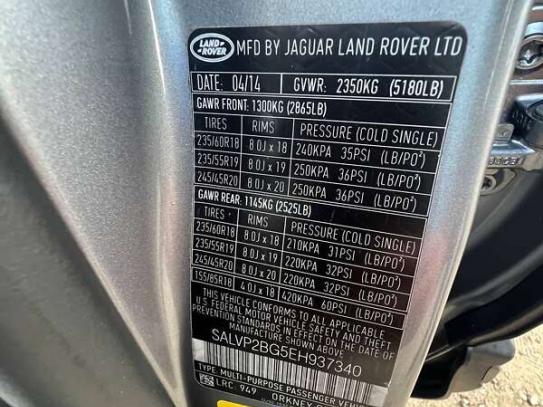 LAND ROVER MFD BY JAGUAR LAND ROVER LTD
DATE: 04/14 GVWR: 2350KG (5180LB)
GAWR FRONT: 1300KG (2865LB)
TIRES RIMS PRESSURE (COLD SINGLE)
235/60R18 8.0J x 18 240KPA 35PSI (LB/PO²)
235/55R19 8.0J x 19 250KPA 36PSI (LB/PO²)
245/45R20 8.0J x 20 250KPA 36PSI (LB/PO²)
GAWR REAR: 1145KG (2525LB)
TIRES RIMS PRESSURE (COLD SINGLE)
235/60R18 8.0J x 18 210KPA 31PSI (LB/PO²)
235/55R19 8.0J x 19 220KPA 32PSI (LB/PO²)
245/45R20 8.0J x 20 220KPA 32PSI (LB/PO²)
155/85R18 4.0J x 18 420KPA 60PSI (LB/PO²)
THIS VEHICLE CONFORMS TO ALL APPLICABLE
U.S. FEDERAL MOTOR VEHICLE SAFETY AND THEFT
PREVENTION STANDARDS IN EFFECT ON THE DATE OF
MANUFACTURE SHOWN ABOVE
SALVP2BG5EH937340
TYPE: MULTI-PURPOSE PASSENGER VEHICLE
LRC: 949 ORKNEY